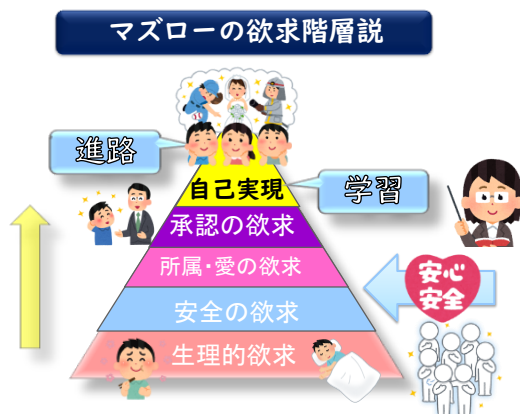 マズローの欲求階層説
進路
自己実現
学習
承認の欲求
所属・愛の欲求
安心
安全
安全の欲求
生理的欲求